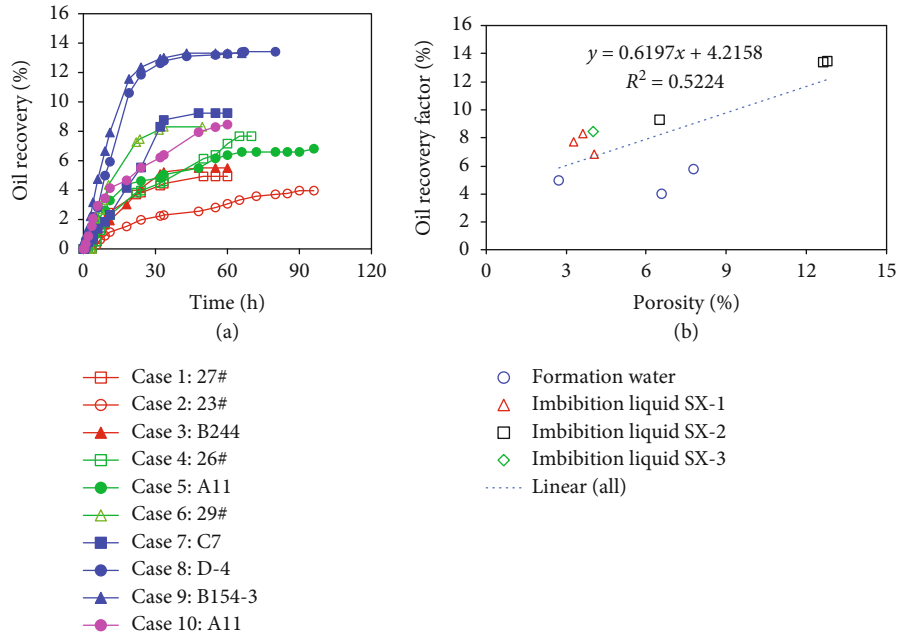 16
14
12
10
8
6
4
2
0
Oil recovery (%)
0 30 60 90 120
Time (h)
(a)
Case 1: 27#
Case 2: 23#
Case 3: B244
Case 4: 26#
Case 5: A11
Case 6: 29#
Case 7: C7
Case 8: D-4
Case 9: B154-3
Case 10: A11
16
14
12
10
8
6
4
2
0
Oil recovery factor (%)
y = 0.6197x + 4.2158
R² = 0.5224
0 3 6 9 12 15
Porosity (%)
(b)
Formation water
Imbibition liquid SX-1
Imbibition liquid SX-2
Imbibition liquid SX-3
Linear (all)